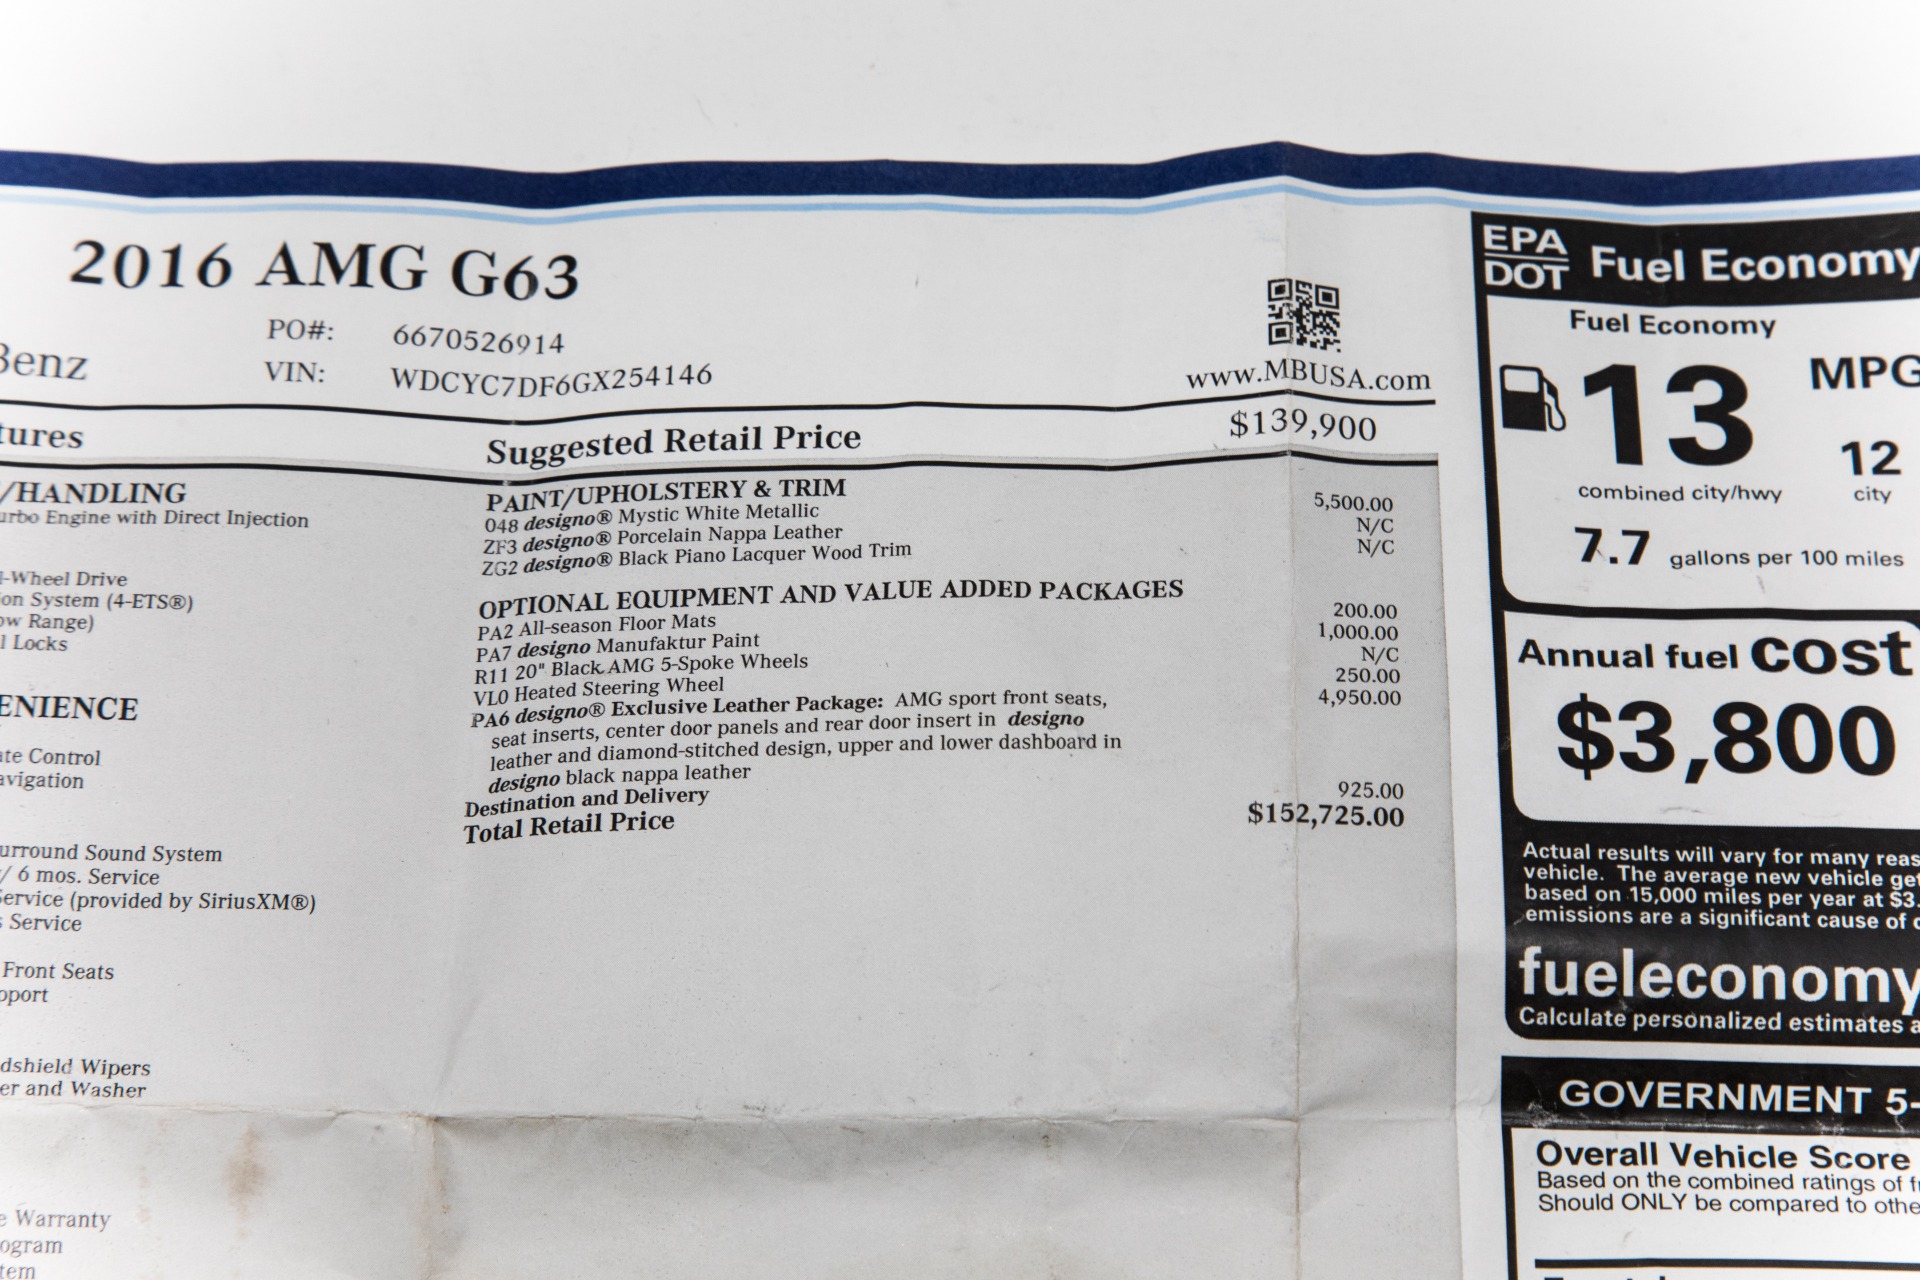 2016 AMG G63
PO#: 6670526914
Benz
VIN: WDCYC7DF6GX254146
www.MBUSA.com
tures
Suggested Retail Price $139,900
/HANDLING
urbo Engine with Direct Injection
l-Wheel Drive
on System (4-ETS®)
ow Range)
l Locks
ENIENCE
ate Control
avigation
urround Sound System
/ 6 mos. Service
Service (provided by SiriusXM®)
s Service
Front Seats
pport
dshield Wipers
er and Washer
e Warranty
ogram
tem
PAINT/UPHOLSTERY & TRIM
048 designo® Mystic White Metallic 5,500.00
ZF3 designo® Porcelain Nappa Leather N/C
ZG2 designo® Black Piano Lacquer Wood Trim N/C
OPTIONAL EQUIPMENT AND VALUE ADDED PACKAGES
PA2 All-season Floor Mats 200.00
PA7 designo Manufaktur Paint 1,000.00
R11 20" Black AMG 5-Spoke Wheels N/C
VL0 Heated Steering Wheel 250.00
PA6 designo® Exclusive Leather Package: AMG sport front seats, 4,950.00
seat inserts, center door panels and rear door insert in designo
leather and diamond-stitched design, upper and lower dashboard in
designo black nappa leather
Destination and Delivery 925.00
Total Retail Price $152,725.00
EPA
DOT
Fuel Economy
Fuel Economy
13 MPG
12
combined city/hwy city
7.7 gallons per 100 miles
Annual fuel cost
$3,800
Actual results will vary for many reas
vehicle. The average new vehicle get
based on 15,000 miles per year at $3.
emissions are a significant cause of c
fueleconomy
Calculate personalized estimates a
GOVERNMENT 5-
Overall Vehicle Score
Based on the combined ratings of fr
Should ONLY be compared to othe